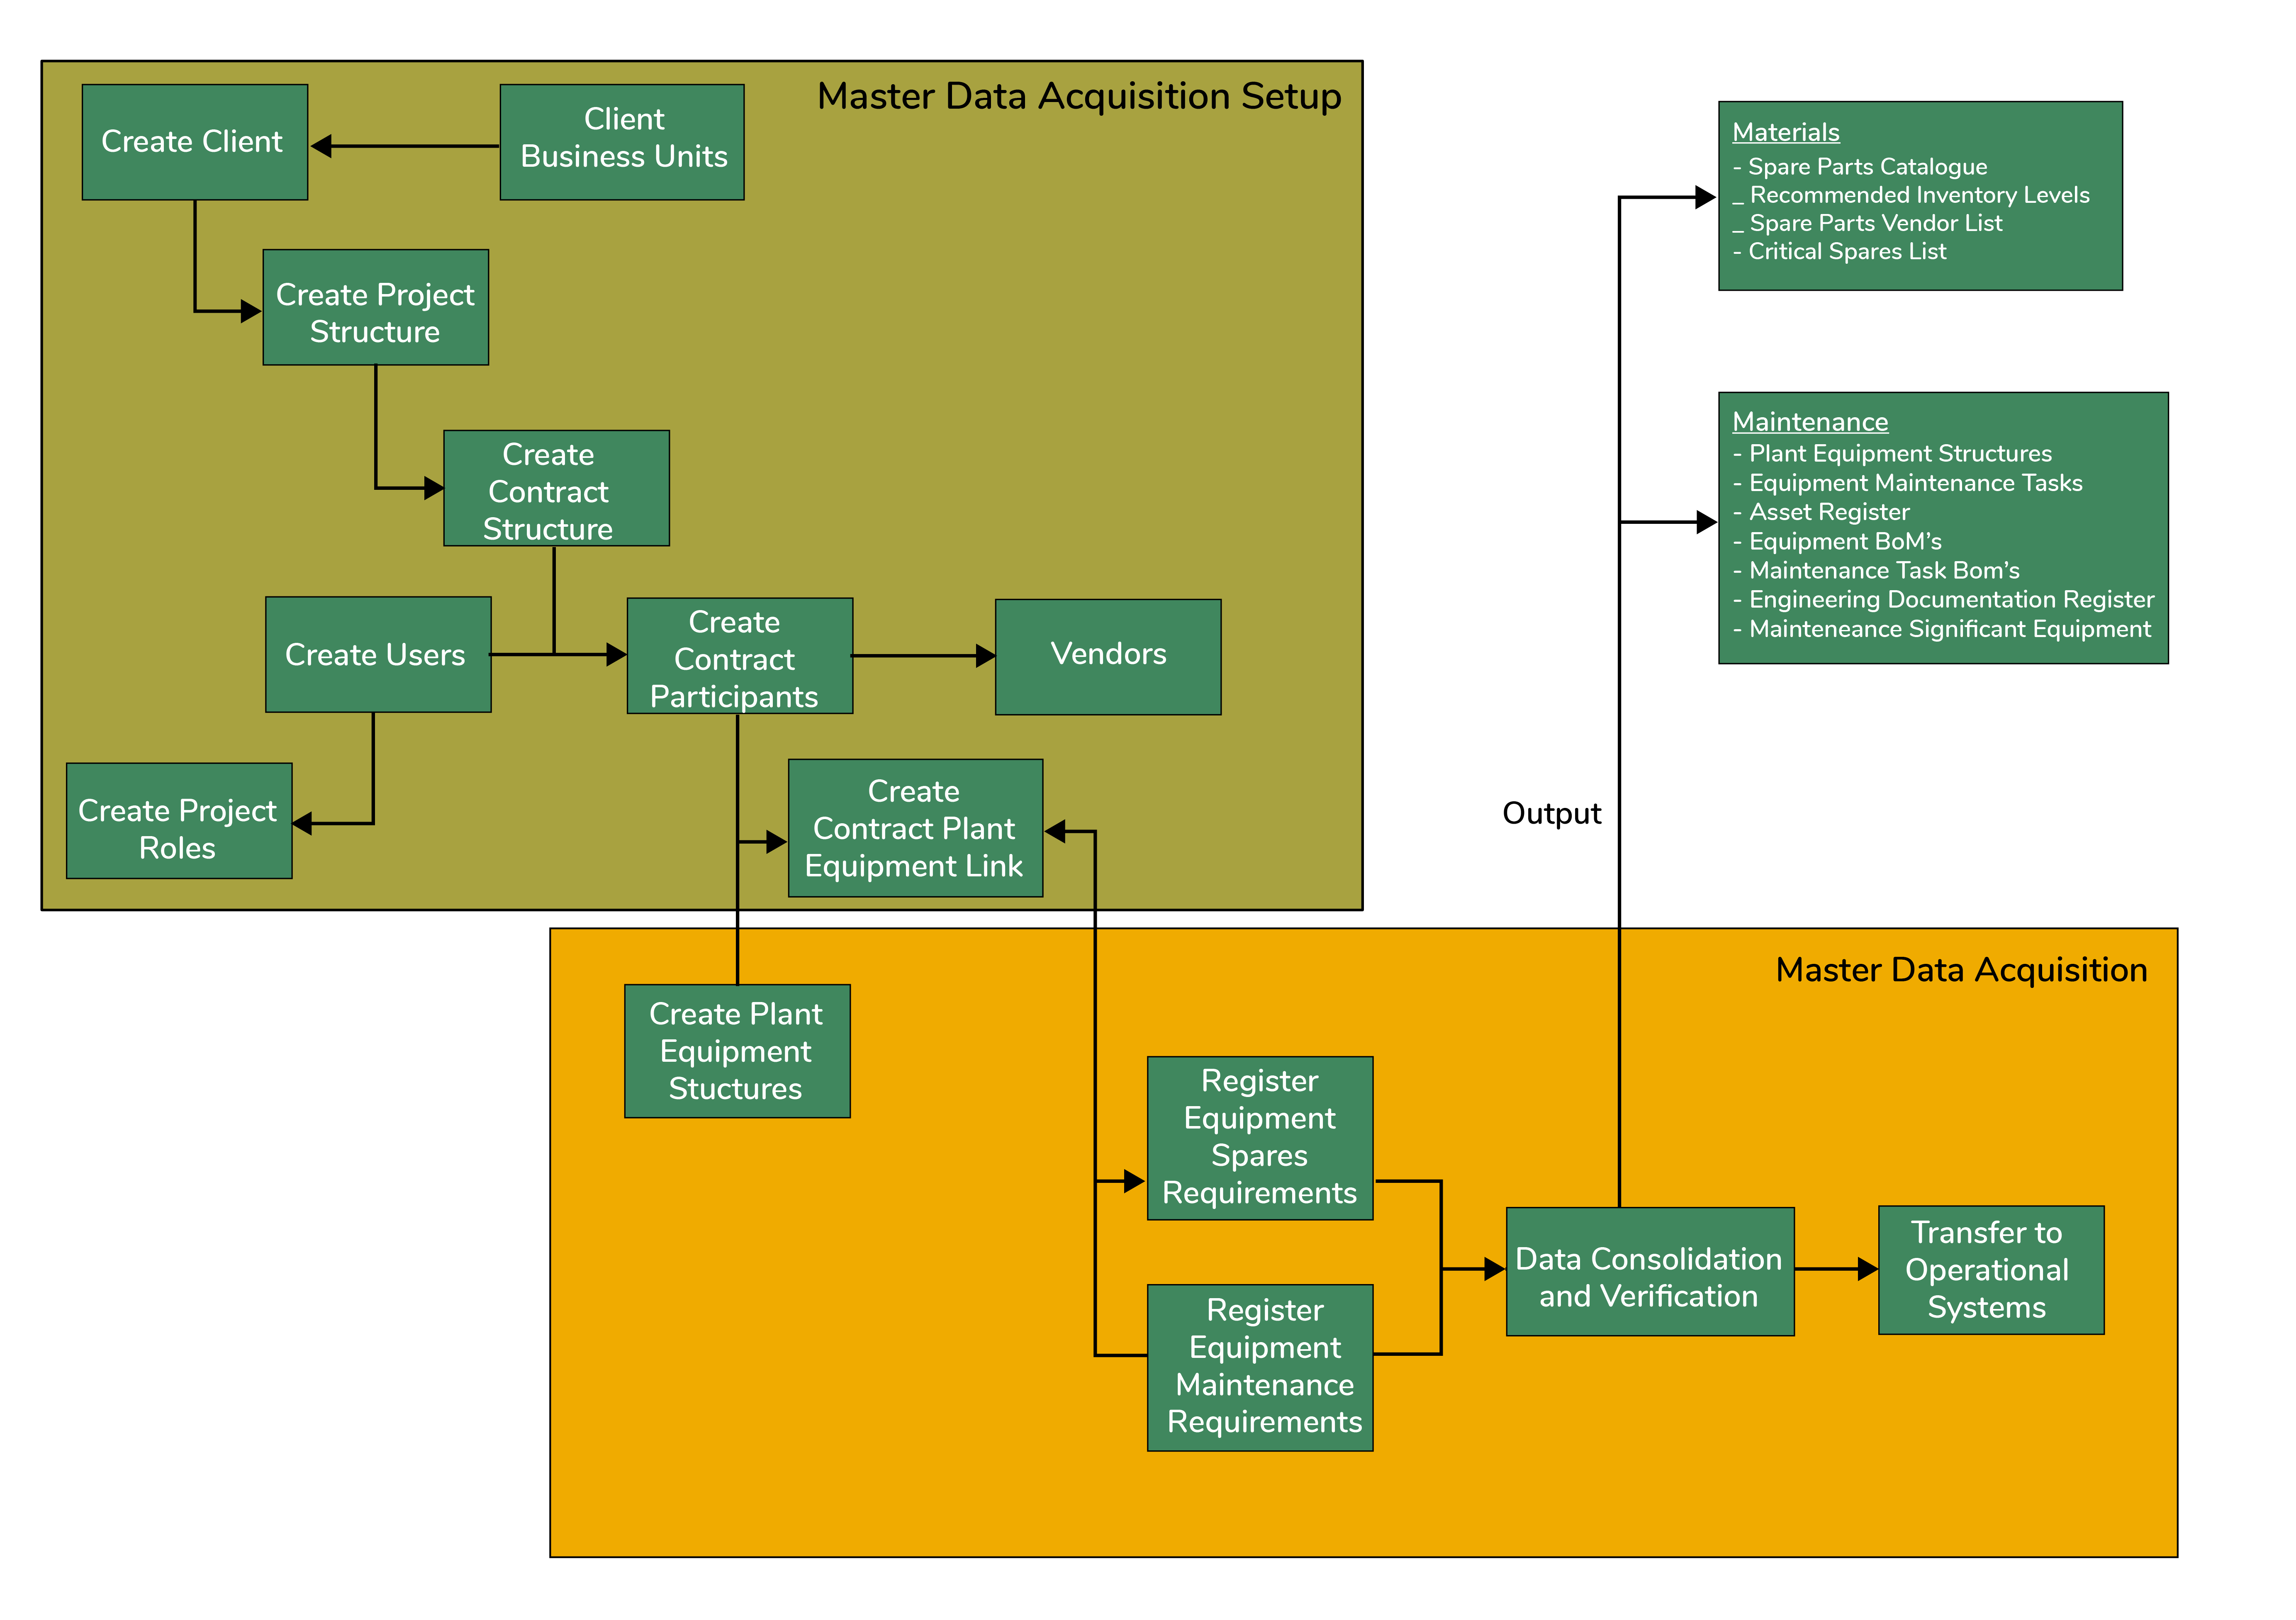 Master Data Acquisition Setup
Create Client
Client
Business Units
Create Project
Structure
Create
Contract
Structure
Create Users
Create
Contract
Participants
Vendors
Create Project
Roles
Create
Contract Plant
Equipment Link
Materials
- Spare Parts Catalogue
_ Recommended Inventory Levels
_ Spare Parts Vendor List
- Critical Spares List
Maintenance
- Plant Equipment Structures
- Equipment Maintenance Tasks
- Asset Register
- Equipment BoM’s
- Maintenance Task Bom’s
- Engineering Documentation Register
- Mainteneance Significant Equipment
Output
Master Data Acquisition
Create Plant
Equipment
Stuctures
Register
Equipment
Spares
Requirements
Register
Equipment
Maintenance
Requirements
Data Consolidation
and Verification
Transfer to
Operational
Systems